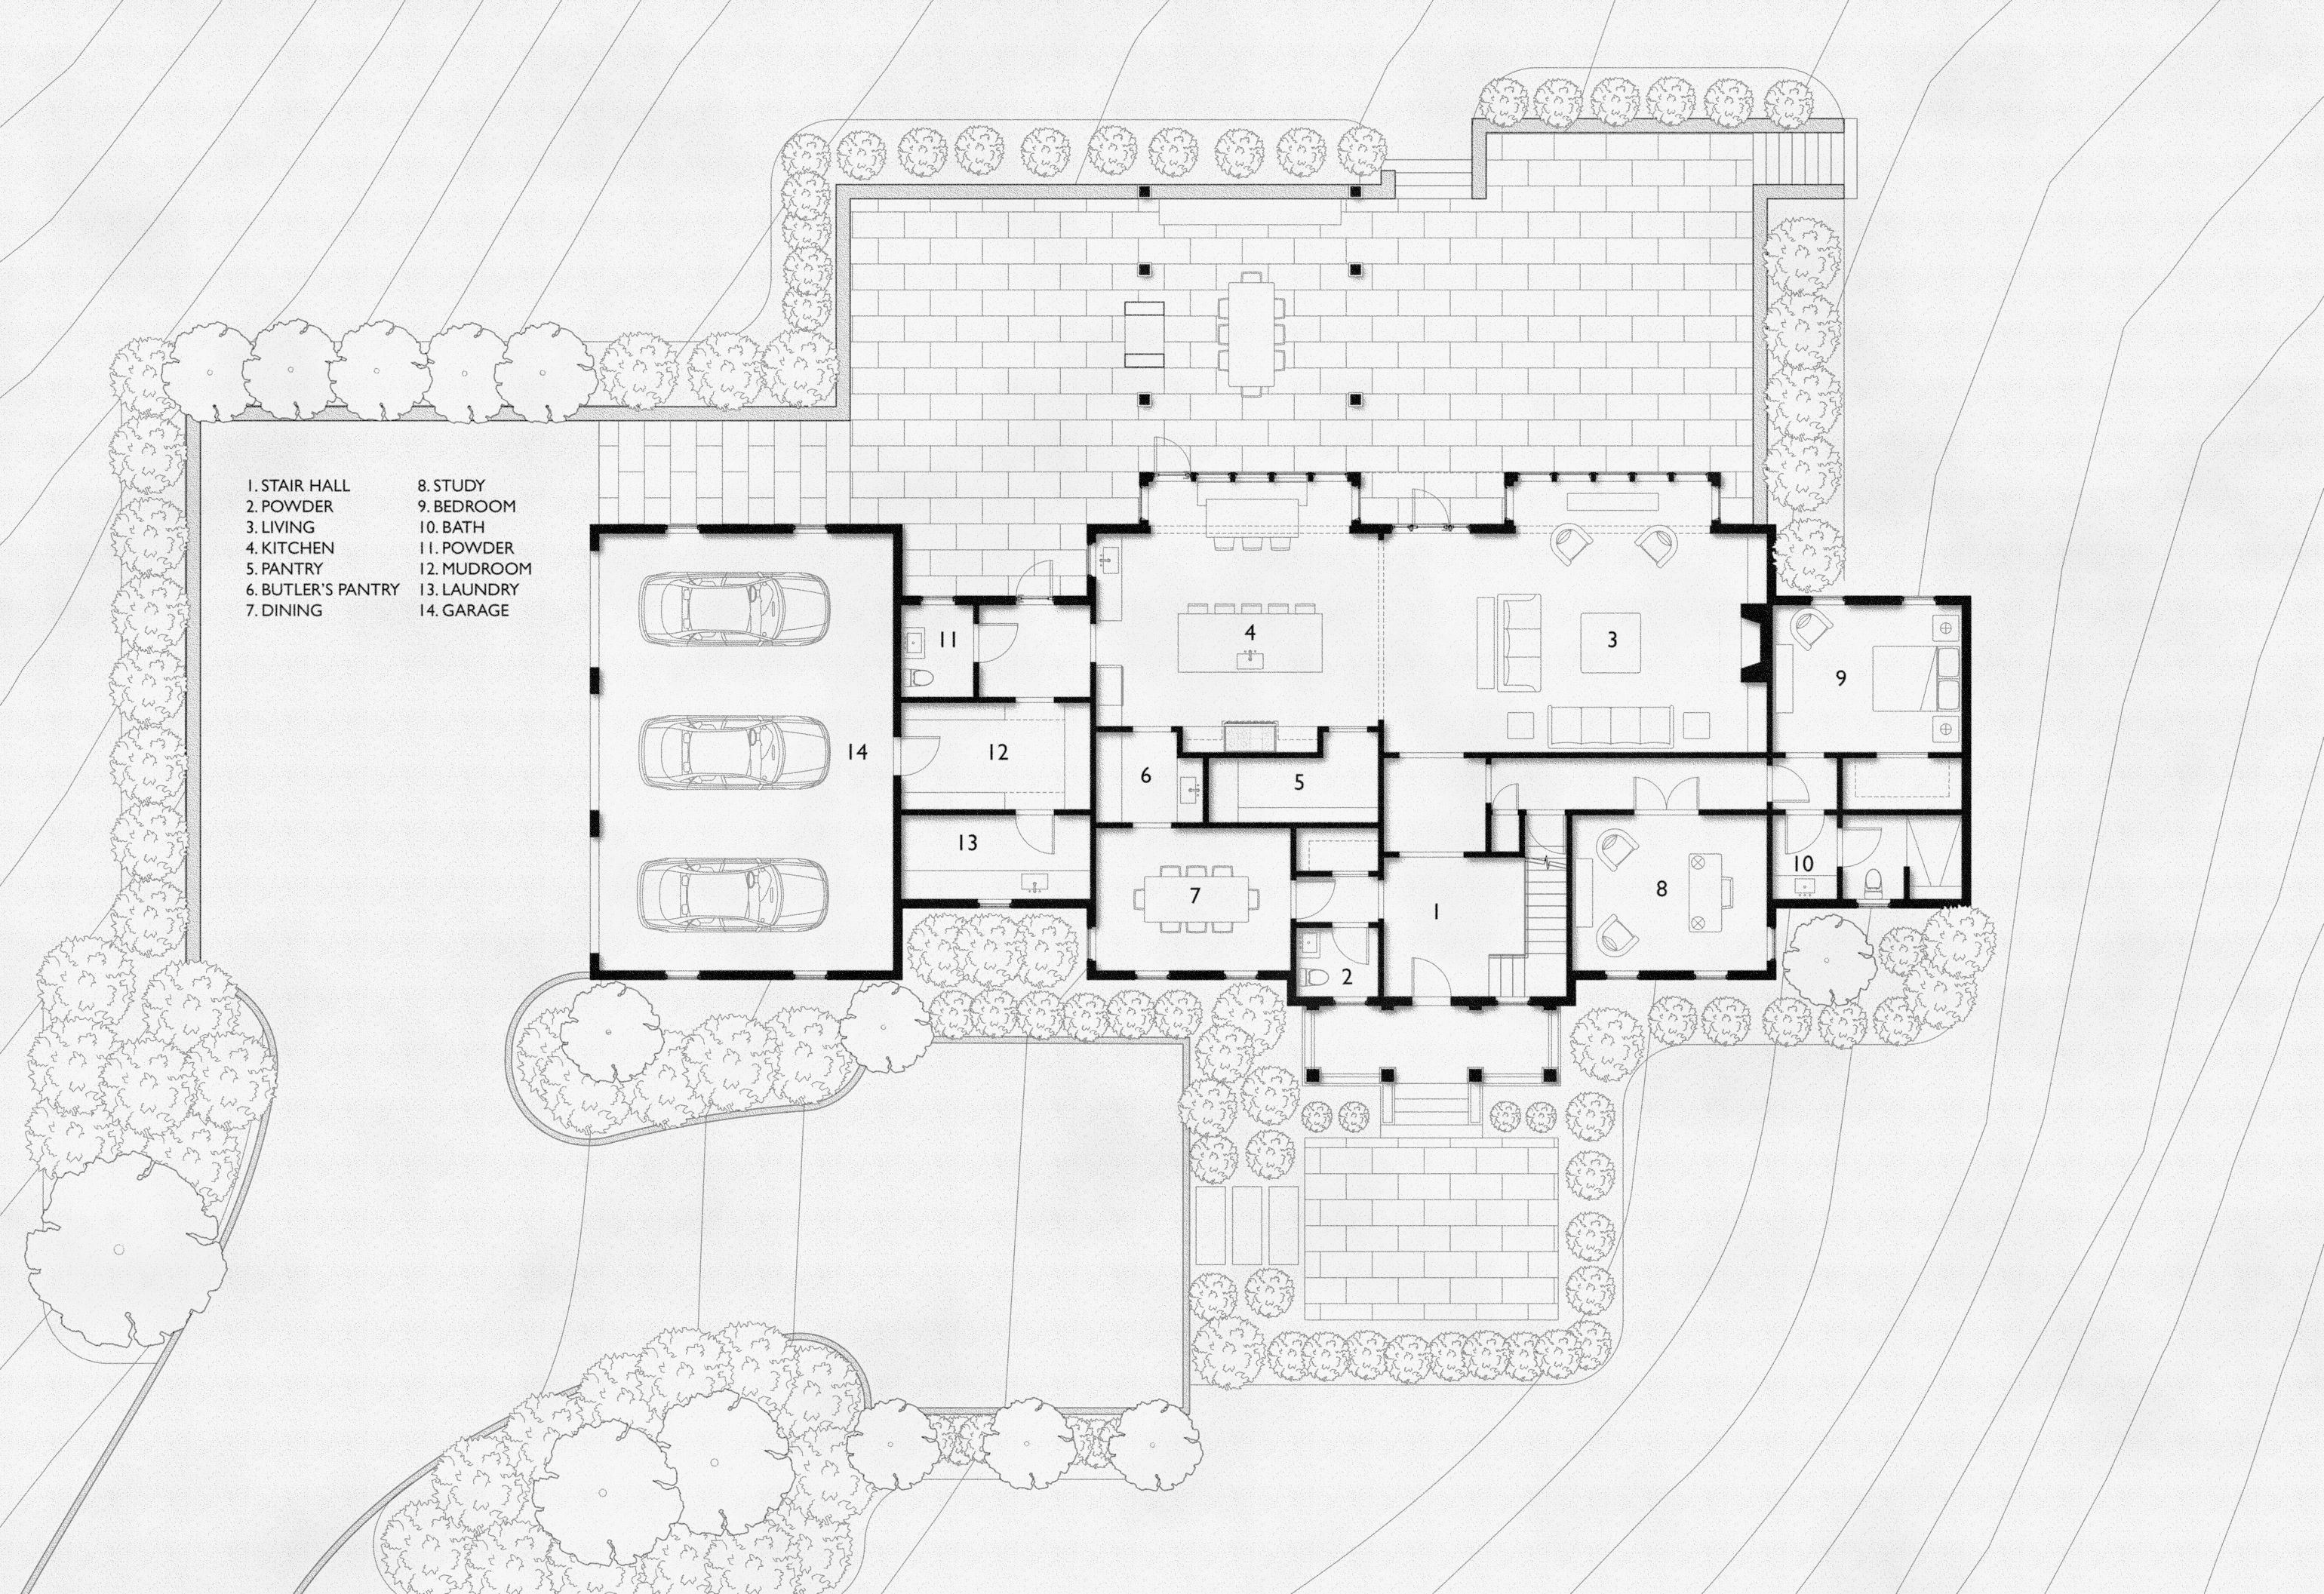 1. STAIR HALL
2. POWDER
3. LIVING
4. KITCHEN
5. PANTRY
6. BUTLER'S PANTRY
7. DINING
8. STUDY
9. BEDROOM
10. BATH
11. POWDER
12. MUDROOM
13. LAUNDRY
14. GARAGE
11
4
3
9
14
12
6
5
13
10
7
8
1
2